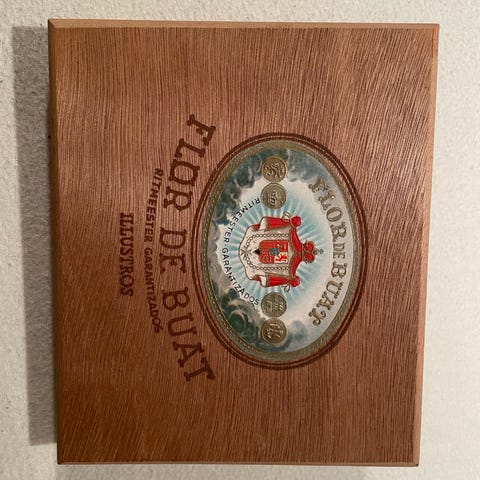 FLOR DE BUAT
RITMEESTER-GARANTIZADOS
FLOR DE BUAT
RITMEESTER GARANTIZADOS
ILLUSTROS